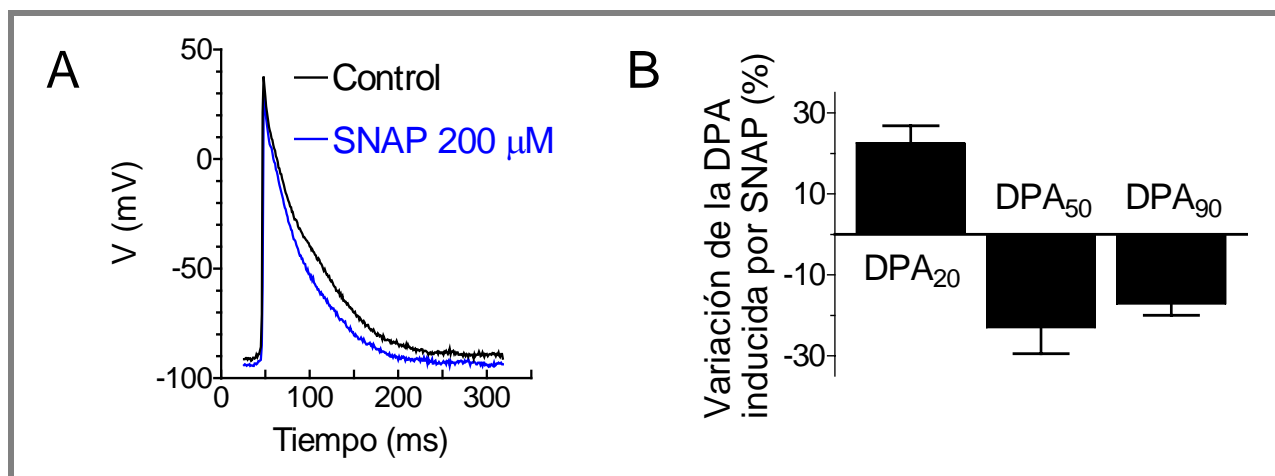 A
50
0
-50
-100
V (mV)
Control
SNAP 200 μM
0
100
200
300
Tiempo (ms)
B
Variación de la DPA
inducida por SNAP (%)
30
10
-10
-30
DPA20
DPA50
DPA90